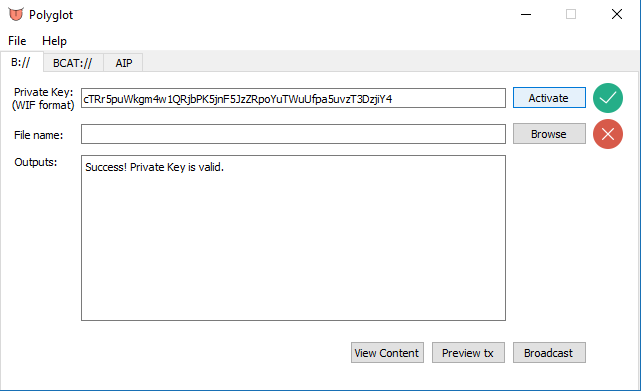 Polyglot
File Help
B:// BCAT:// AIP
Private Key: cTRr5puWkgm4w1QRjbPK5jnF5JzZRpoYuTWuUfpa5uvzT3DzjiY4 Activate
(WIF format)
File name: Browse
Outputs: Success! Private Key is valid.
View Content Preview tx Broadcast